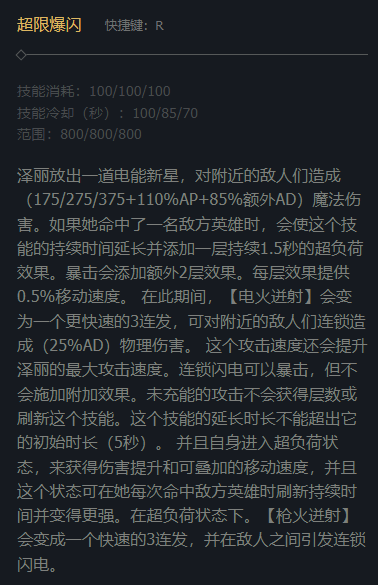 超限爆闪 快捷键：R
技能消耗：100/100/100
技能冷却（秒）：100/85/70
范围：800/800/800
泽丽放出一道电能新星，对附近的敌人们造成
（175/275/375+110%AP+85%额外AD）魔法伤
害。如果她命中了一名敌方英雄时，会使这个技
能的持续时间延长并添加一层持续1.5秒的超负荷
效果。暴击会添加额外2层效果。每层效果提供
0.5%移动速度。 在此期间，【电火迸射】会变
为一个更快速的3连发，可对附近的敌人们连锁造
成（25%AD）物理伤害。 这个攻击速度还会提升
泽丽的最大攻击速度。连锁闪电可以暴击，但不
会施加附加效果。未充能的攻击不会获得层数或
刷新这个技能。这个技能的延长时长不能超出它
的初始时长（5秒）。 并且自身进入超负荷状
态，来获得伤害提升和可叠加的移动速度，并且
这个状态可在她每次命中敌方英雄时刷新持续时
间并变得更强。在超负荷状态下。【枪火迸射】
会变成一个快速的3连发，并在敌人之间引发连锁
闪电。